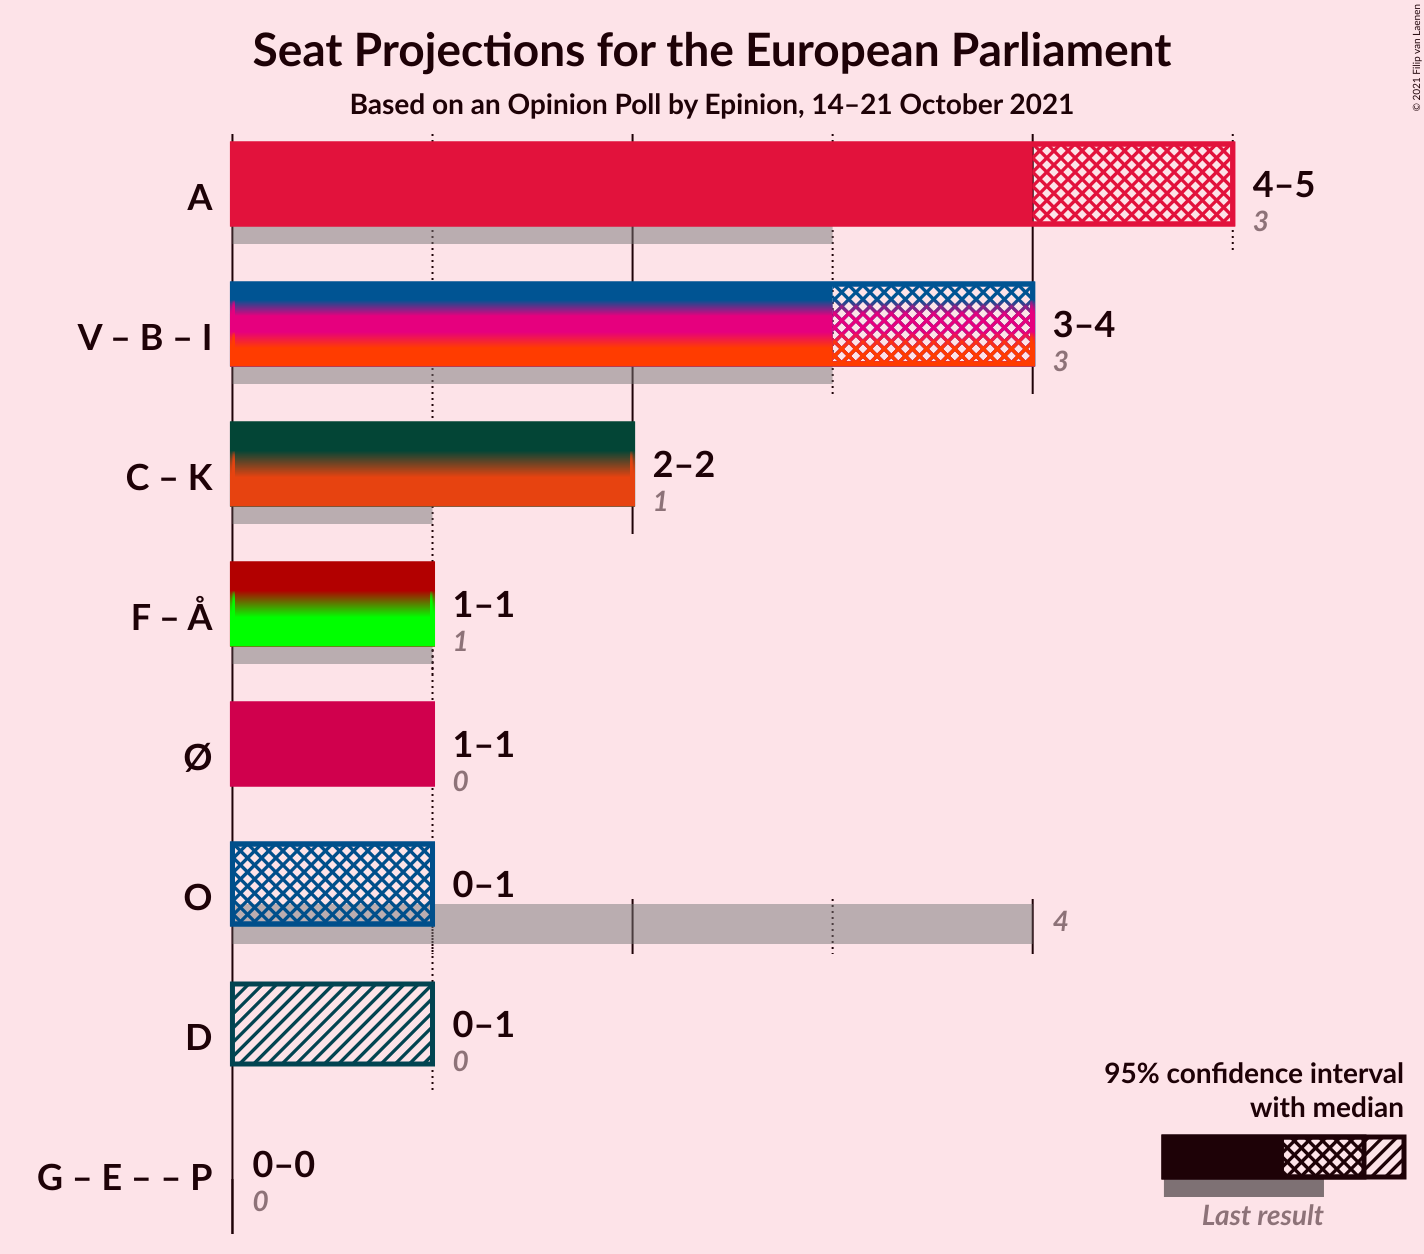 Seat Projections for the European Parliament
Based on an Opinion Poll by Epinion, 14–21 October 2021
© 2021 Filip van Laenen
A
4–5
3
V – B – I
3–4
3
C – K
2–2
1
F – Å
1–1
1
Ø
1–1
0
O
0–1
4
D
0–1
0
G – E – – P
0–0
0
95% confidence interval
with median
Last result